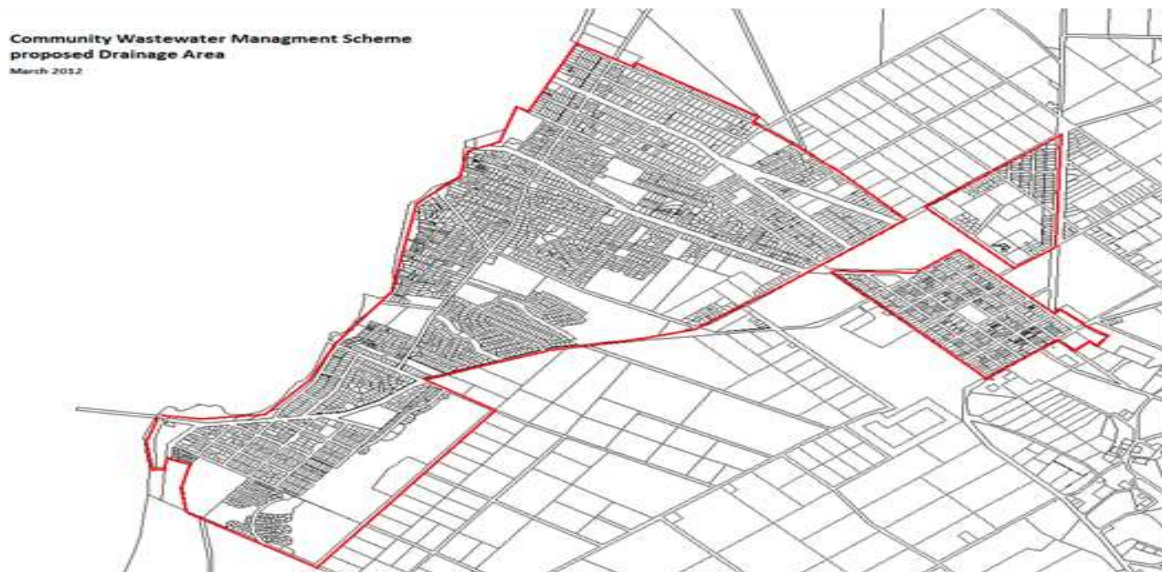 Community Wastewater Managment Scheme
proposed Drainage Area
March 2012